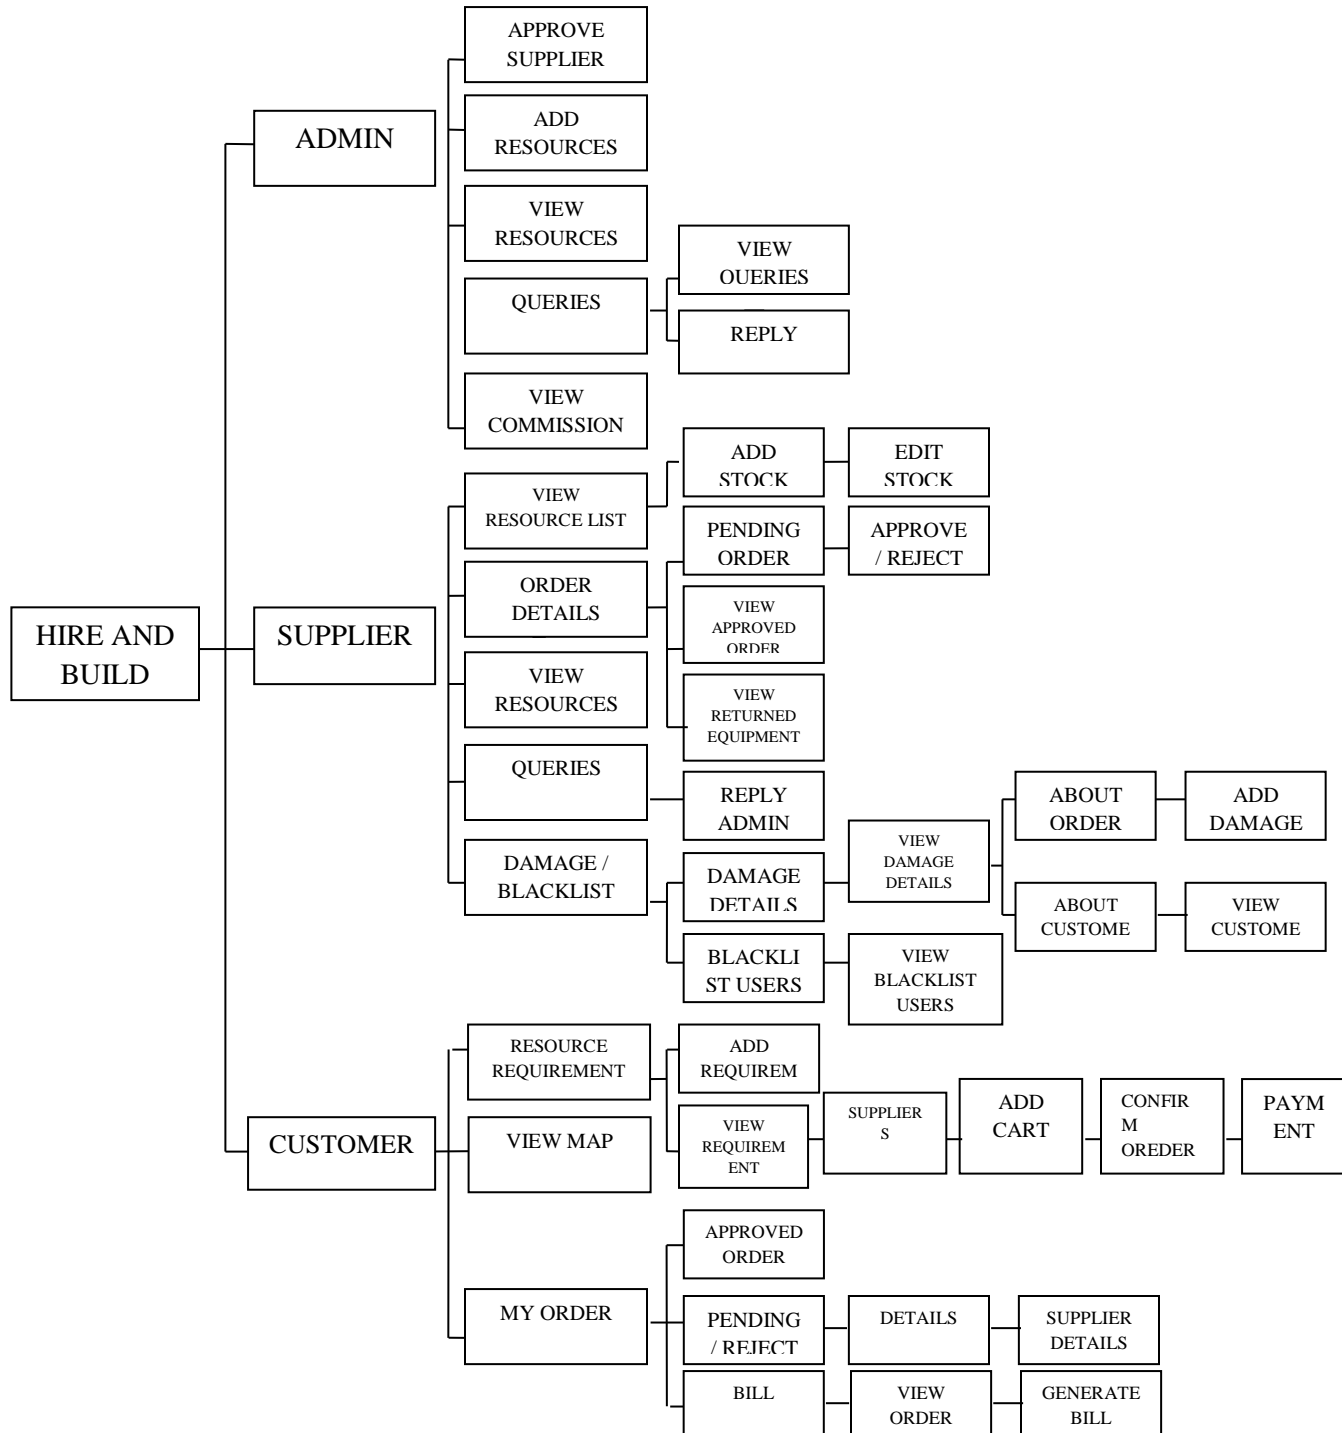 APPROVE
SUPPLIER
ADD
RESOURCES
ADMIN
VIEW
RESOURCES
VIEW
QUERIES
QUERIES
REPLY
VIEW
COMMISSION
ADD
STOCK
EDIT
STOCK
VIEW
RESOURCE LIST
PENDING
ORDER
APPROVE
/ REJECT
ORDER
DETAILS
VIEW
APPROVED
ORDER
HIRE AND
BUILD
SUPPLIER
VIEW
RESOURCES
VIEW
RETURNED
EQUIPMENT
QUERIES
REPLY
ADMIN
ABOUT
ORDER
ADD
DAMAGE
DAMAGE /
BLACKLIST
DAMAGE
DETAILS
VIEW
DAMAGE
DETAILS
ABOUT
CUSTOME
VIEW
CUSTOME
BLACKLI
ST USERS
VIEW
BLACKLIST
USERS
RESOURCE
REQUIREMENT
ADD
REQUIREM
CUSTOMER
VIEW MAP
VIEW
REQUIREM
ENT
SUPPLIER
S
ADD
CART
CONFIR
M
OREDER
PAYM
ENT
APPROVED
ORDER
MY ORDER
PENDING
/ REJECT
DETAILS
SUPPLIER
DETAILS
BILL
VIEW
ORDER
GENERATE
BILL